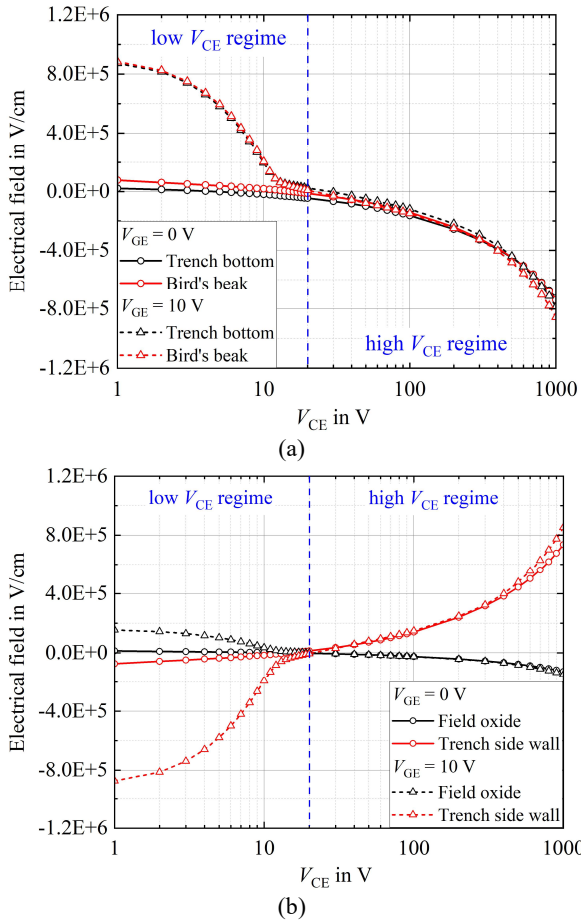 (a)
low VCE regime
1.2E+6
8.0E+5
4.0E+5
0.0E+0
-4.0E+5
-8.0E+5
-1.2E+6
Electrical field in V/cm
VGE = 0 V
Trench bottom
Bird's beak
VGE = 10 V
Trench bottom
Bird's beak
high VCE regime
1 10 100 1000
VCE in V
(a)
1.2E+6
8.0E+5
4.0E+5
0.0E+0
-4.0E+5
-8.0E+5
-1.2E+6
Electrical field in V/cm
low VCE regime high VCE regime
VGE = 0 V
Field oxide
Trench side wall
VGE = 10 V
Field oxide
Trench side wall
1 10 100 1000
VCE in V
(b)